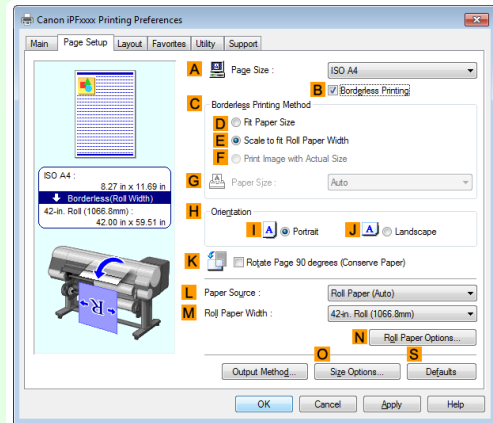 Canon iPFxxxx Printing Preferences
Main Page Setup Layout Favorites Utility Support
A Page Size : ISO A4
B Borderless Printing
C Borderless Printing Method
D Fit Paper Size
E Scale to fit Roll Paper Width
F Print Image with Actual Size
ISO A4 :
8.27 in x 11.69 in
Borderless(Roll Width)
42-in. Roll (1066.8mm) :
42.00 in x 59.51 in
G Paper Size : Auto
H Orientation
I A Portrait J A Landscape
K Rotate Page 90 degrees (Conserve Paper)
R
L Paper Source : Roll Paper (Auto)
M Roll Paper Width : 42-in. Roll (1066.8mm)
N Roll Paper Options...
O S
Output Method... Size Options... Defaults
OK Cancel Apply Help